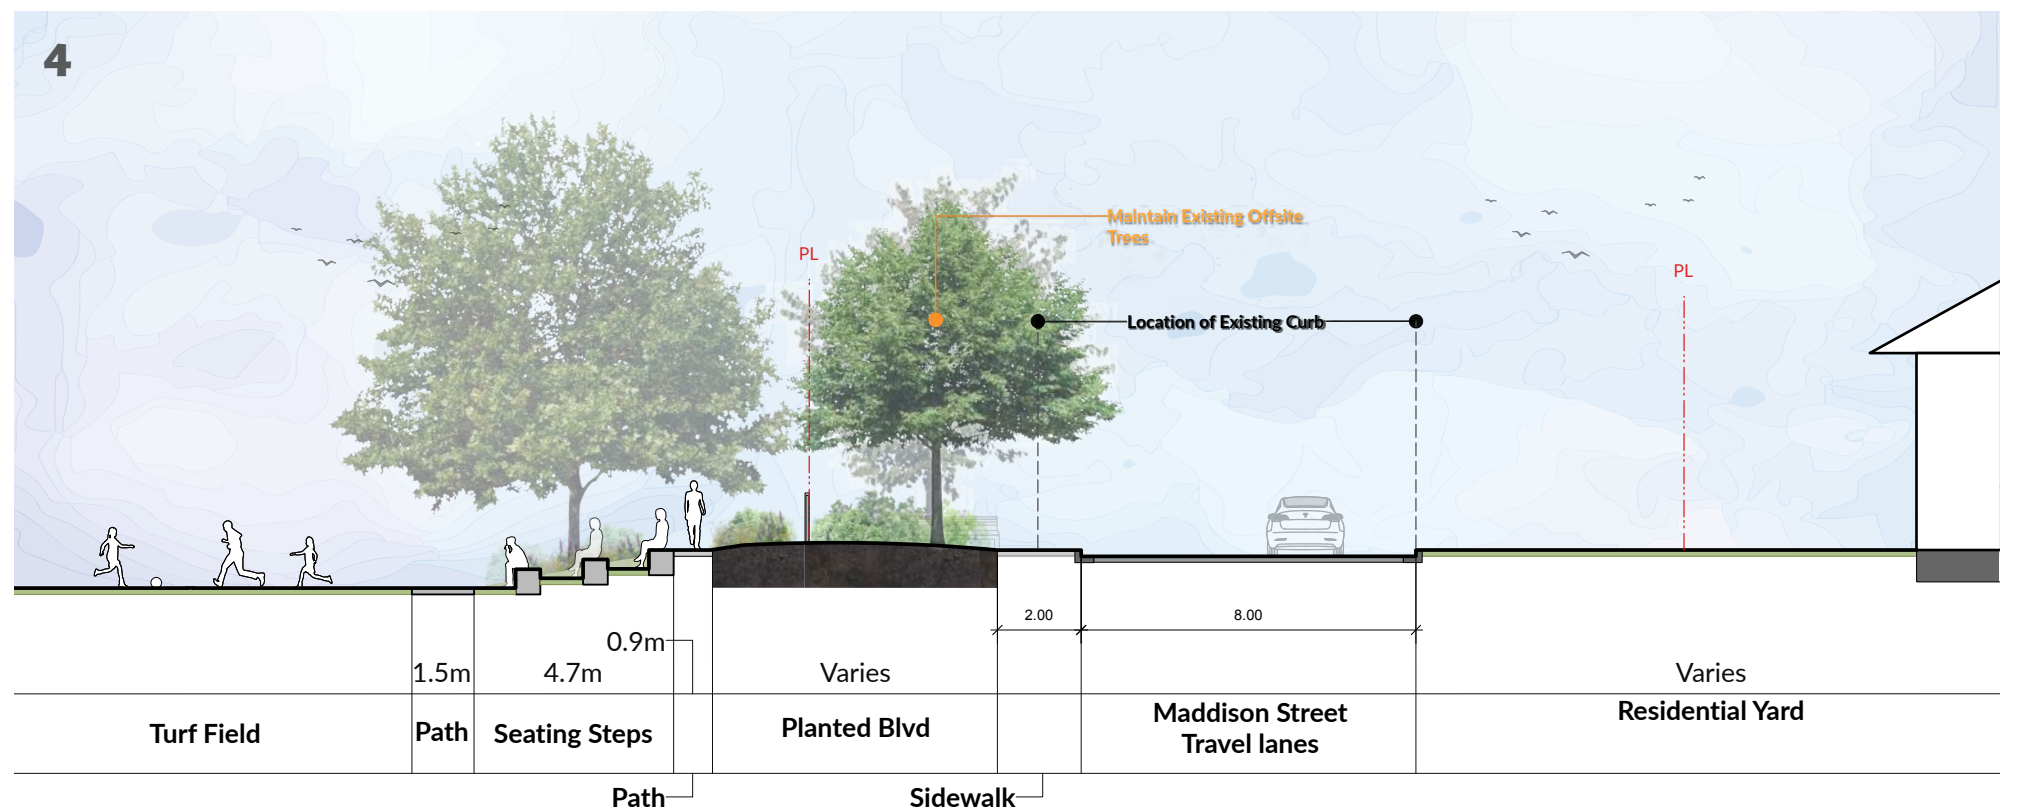 4
Maintain Existing Offsite
Trees
PL
PL
Location of Existing Curb
2.00
8.00
0.9m
1.5m
4.7m
Varies
Varies
Turf Field
Path
Seating Steps
Planted Blvd
Maddison Street
Travel lanes
Residential Yard
Path
Sidewalk